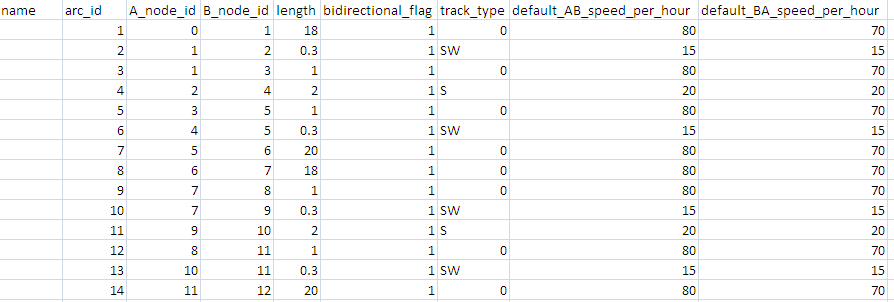 name arc_id A_node_id B_node_id length bidirectional_flag track_type default_AB_speed_per_hour default_BA_speed_per_hour
1 0 1 18 1 0 80 70
2 1 2 0.3 1 SW 15 15
3 1 3 1 1 0 80 70
4 2 4 2 1 S 20 20
5 3 5 1 1 0 80 70
6 4 5 0.3 1 SW 15 15
7 5 6 20 1 0 80 70
8 6 7 18 1 0 80 70
9 7 8 1 1 0 80 70
10 7 9 0.3 1 SW 15 15
11 9 10 2 1 S 20 20
12 8 11 1 1 0 80 70
13 10 11 0.3 1 SW 15 15
14 11 12 20 1 0 80 70